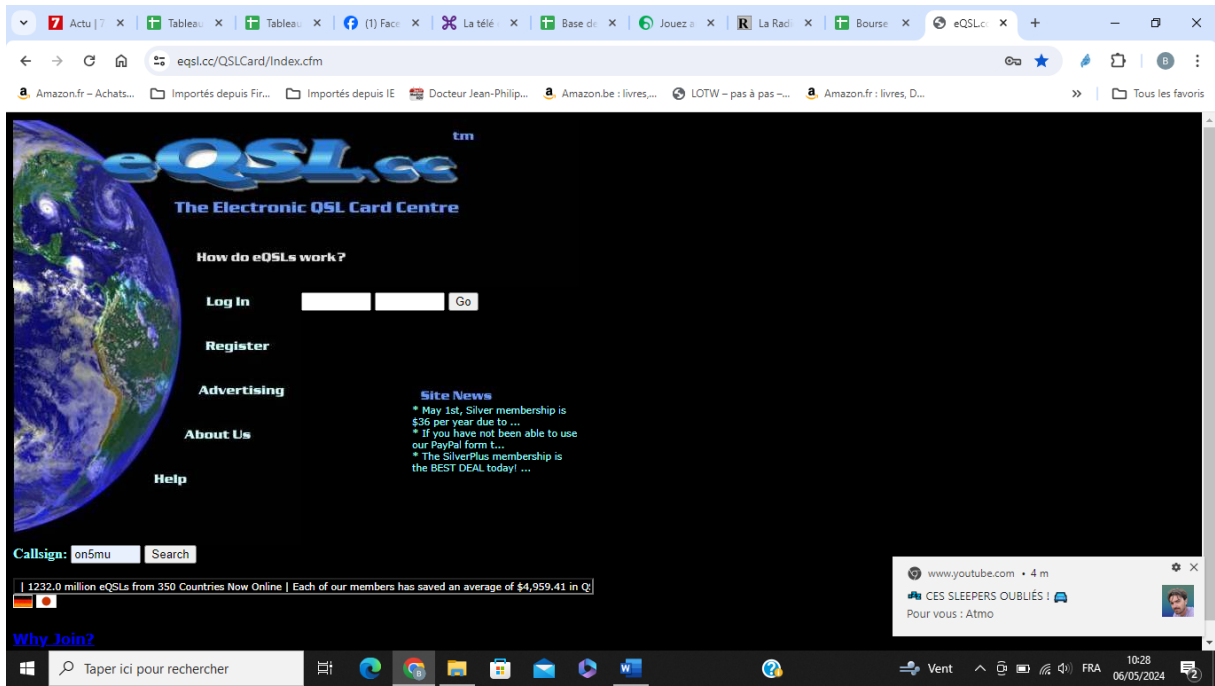 Actu | 7
Tableau
Tableau
(1) Face
La télé
Base de
Jouez a
La Radi
Bourse
eQSL.c
eqsl.cc/QSLCard/Index.cfm
B
Amazon.fr – Achats...
Importés depuis Fir...
Importés depuis IE
Docteur Jean-Philip...
Amazon.be : livres,...
LOTW – pas à pas –...
Amazon.fr : livres, D...
Tous les favoris
eQSL.cc
tm
The Electronic QSL Card Centre
How do eQSLs work?
Log In
Go
Register
Advertising
Site News
* May 1st, Silver membership is
$36 per year due to ...
* If you have not been able to use
our PayPal form t...
* The SilverPlus membership is
the BEST DEAL today! ...
About Us
Help
Callsign: on5mu Search
| 1232.0 million eQSLs from 350 Countries Now Online | Each of our members has saved an average of $4,959.41 in
Why Join?
www.youtube.com • 4 m
CES SLEEPERS OUBLIÉS !
Pour vous : Atmo
Taper ici pour rechercher
Vent
FRA
10:28
06/05/2024
2